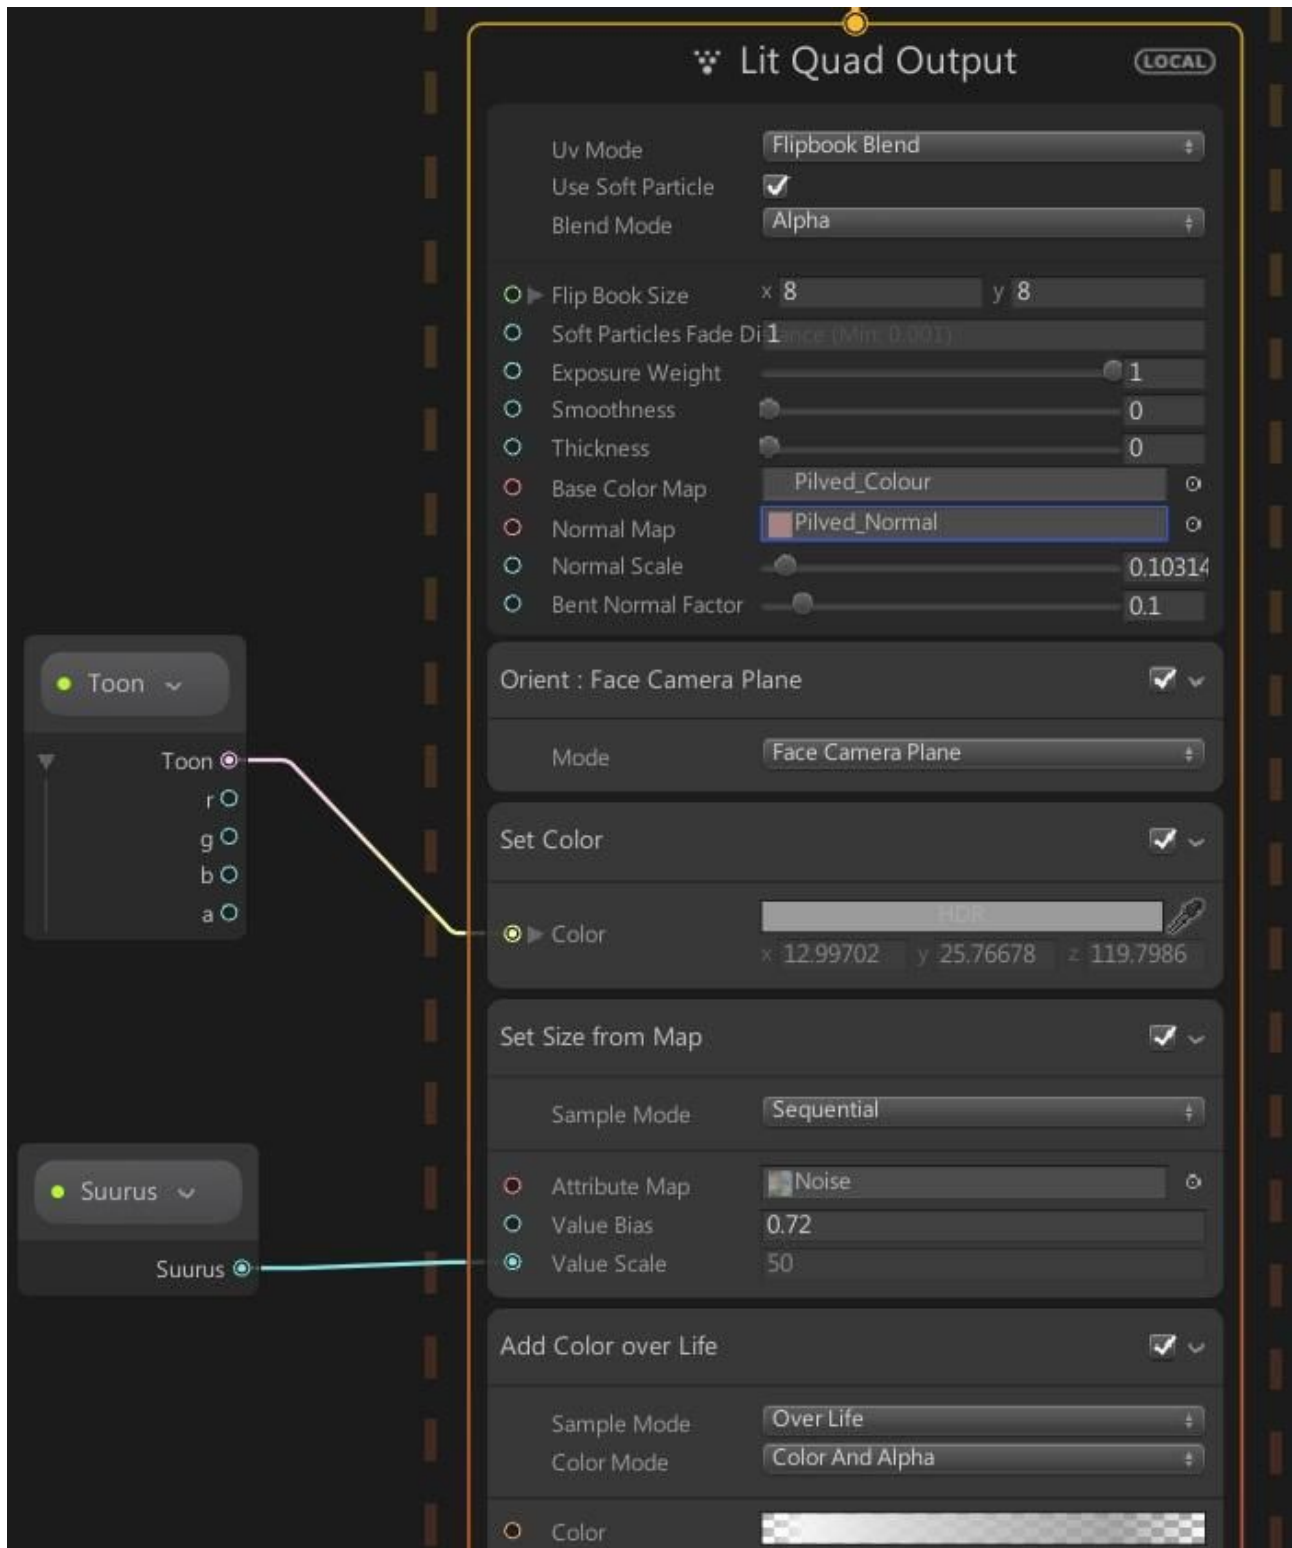 Lit Quad Output LOCAL
Uv Mode Flipbook Blend
Use Soft Particle
Blend Mode Alpha
Flip Book Size x 8 y 8
Soft Particles Fade Di 1 ance (Min: 0.001)
Exposure Weight 1
Smoothness 0
Thickness 0
Base Color Map Pilved_Colour
Normal Map Pilved_Normal
Normal Scale 0.10314
Bent Normal Factor 0.1
Toon
Orient : Face Camera Plane
Toon
Mode Face Camera Plane
r
g
Set Color
b
a
HDR
Color
x 12.99702 y 25.76678 z 119.7986
Set Size from Map
Sample Mode Sequential
Suurus
Attribute Map Noise
Value Bias 0.72
Suurus
Value Scale 50
Add Color over Life
Sample Mode Over Life
Color Mode Color And Alpha
Color